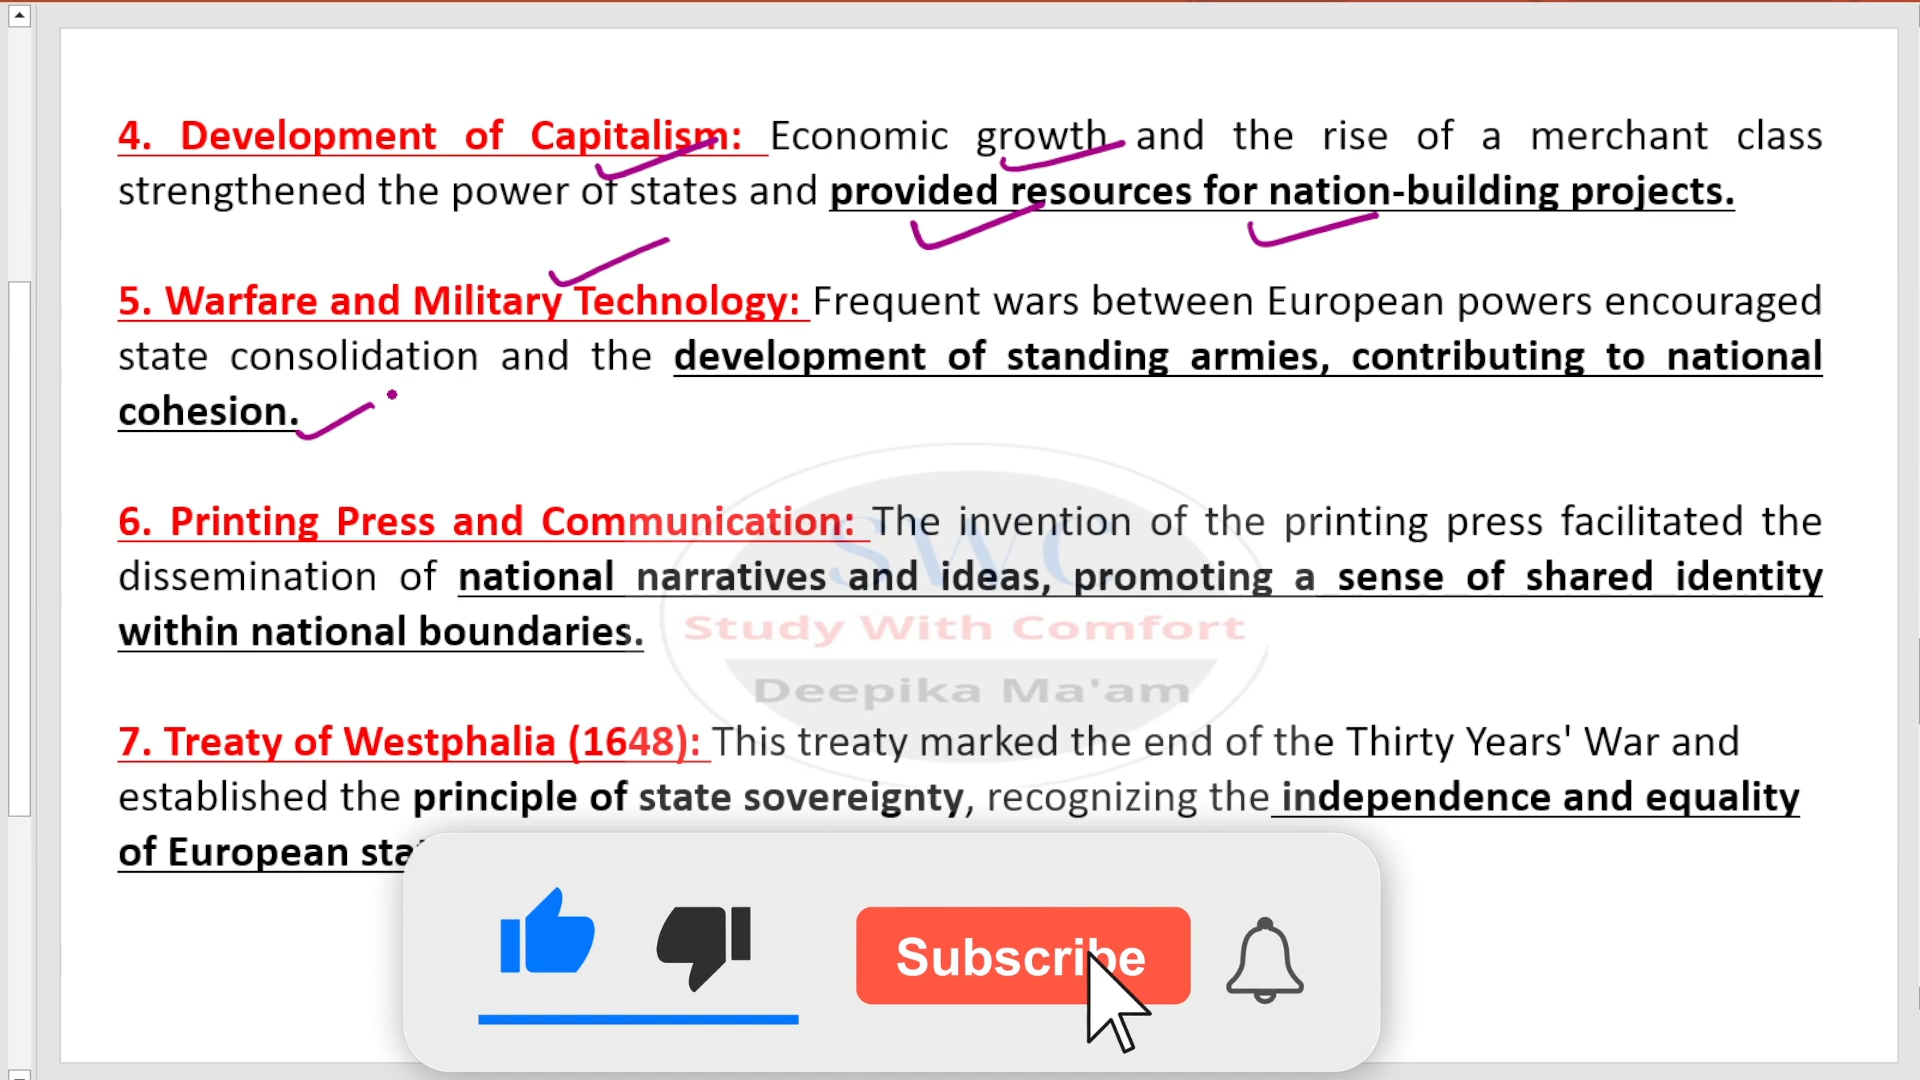 4. Development of Capitalism: Economic growth and the rise of a merchant class
strengthened the power of states and provided resources for nation-building projects.
5. Warfare and Military Technology: Frequent wars between European powers encouraged
state consolidation and the development of standing armies, contributing to national
cohesion.
6. Printing Press and Communication: The invention of the printing press facilitated the
dissemination of national narratives and ideas, promoting a sense of shared identity
within national boundaries.
SWC
Study With Comfort
Deepika Ma'am
7. Treaty of Westphalia (1648): This treaty marked the end of the Thirty Years' War and
established the principle of state sovereignty, recognizing the independence and equality
of European
Subscribe